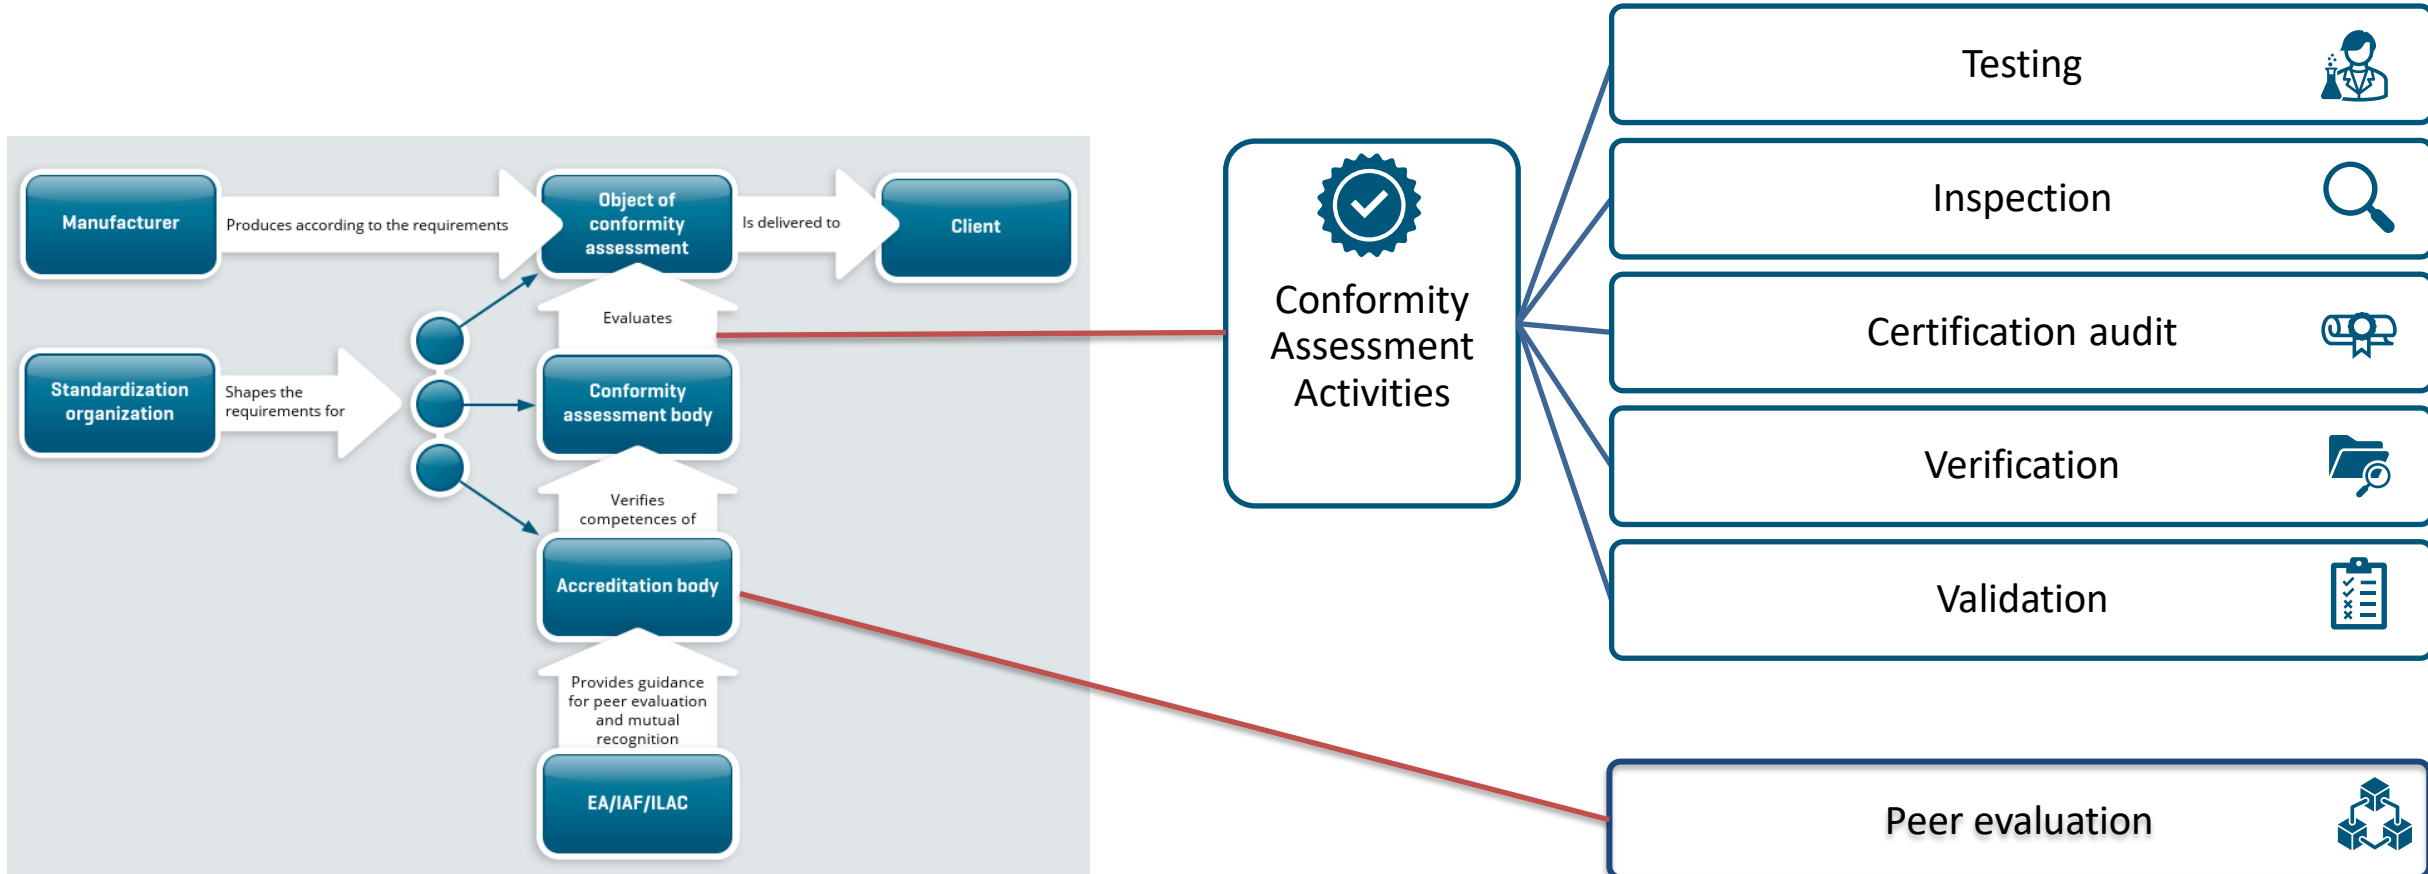 Manufacturer
Produces according to the requirements
Object of
conformity
assessment
Is delivered to
Client
Evaluates
Standardization
organization
Shapes the
requirements for
Conformity
assessment body
Verifies
competences of
Accreditation body
Provides guidance
for peer evaluation
and mutual
recognition
EA/IAF/ILAC
Conformity
Assessment
Activities
Testing
Inspection
Certification audit
Verification
Validation
Peer evaluation